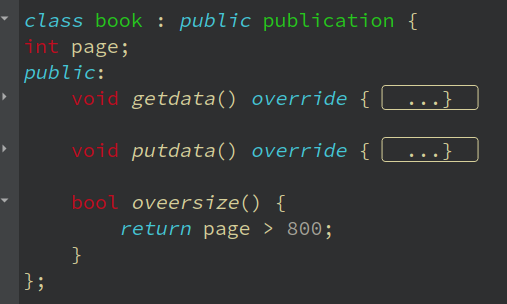 class book : public publication {
int page;
public:
void getdata() override { ...}
void putdata() override { ...}
bool oveersize() {
return page > 800;
}
};